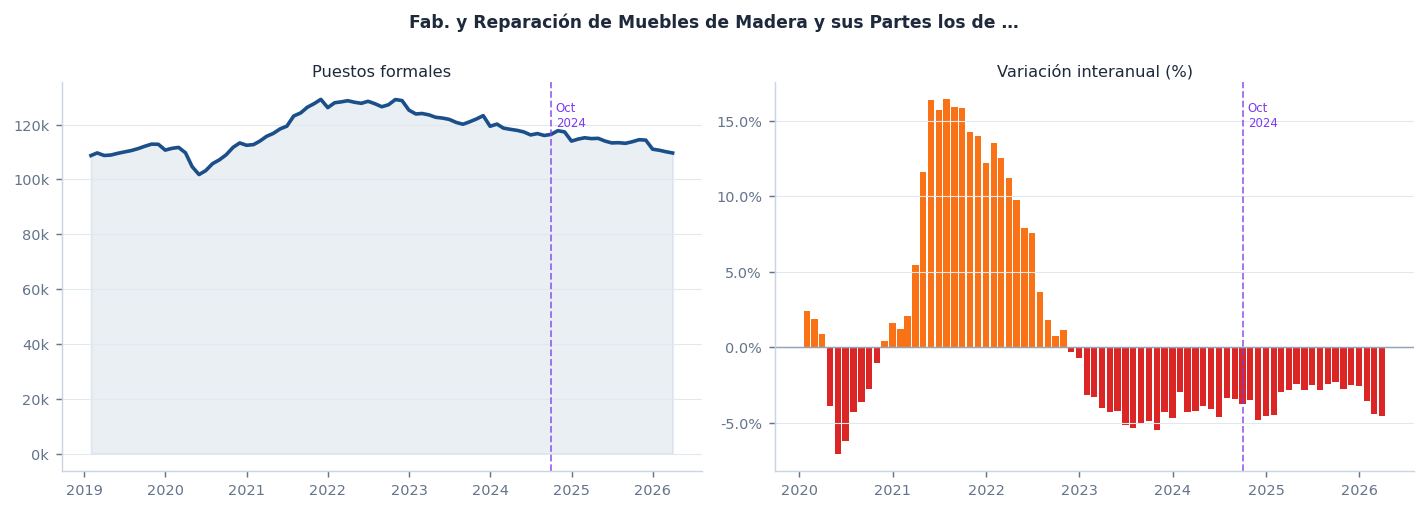 Fab. y Reparación de Muebles de Madera y sus Partes los de ...
Puestos formales
120k
100k
80k
60k
40k
20k
0k
Oct
2024
2019
2020
2021
2022
2023
2024
2025
2026
Variación interanual (%)
15.0%
10.0%
5.0%
0.0%
-5.0%
Oct
2024
2020
2021
2022
2023
2024
2025
2026